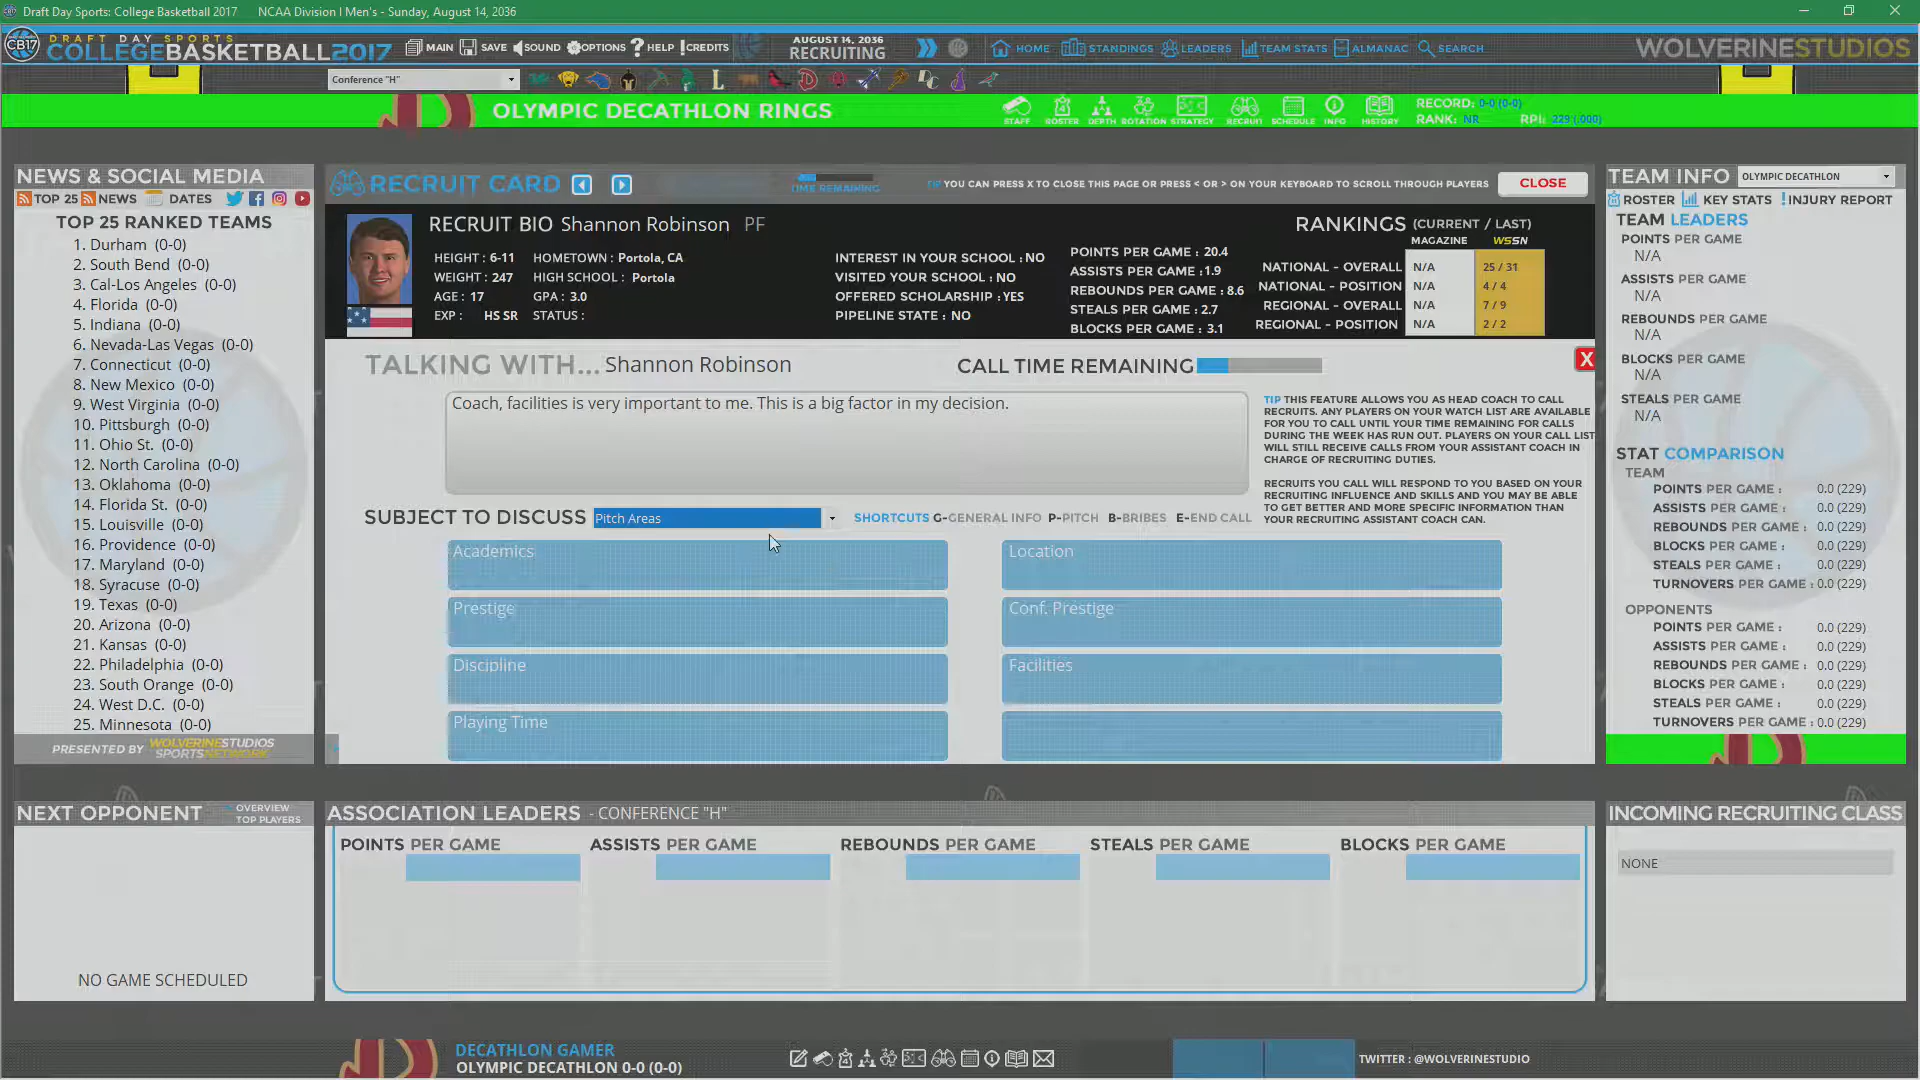 Draft Day Sports: College Basketball 2017 NCAA Division I Men's - Sunday, August 14, 2036
CB17 DRAFT DAY SPORTS COLLEGEBASKETBALL2017
MAIN SAVE SOUND OPTIONS HELP CREDITS
AUGUST 14, 2036
RECRUITING
HOME STANDINGS LEADERS TEAM STATS ALMANAC SEARCH
WOLVERINESTUDIOS
Conference "H"
OLYMPIC DECATHLON RINGS
STAFF ROSTER DEPTH ROTATION STRATEGY RECRUIT SCHEDULE INFO HISTORY
RECORD: 0-0 (0-0)
RANK: NR RPI: 229 (.000)
NEWS & SOCIAL MEDIA
TOP 25 NEWS DATES
TOP 25 RANKED TEAMS
1. Durham (0-0)
2. South Bend (0-0)
3. Cal-Los Angeles (0-0)
4. Florida (0-0)
5. Indiana (0-0)
6. Nevada-Las Vegas (0-0)
7. Connecticut (0-0)
8. New Mexico (0-0)
9. West Virginia (0-0)
10. Pittsburgh (0-0)
11. Ohio St. (0-0)
12. North Carolina (0-0)
13. Oklahoma (0-0)
14. Florida St. (0-0)
15. Louisville (0-0)
16. Providence (0-0)
17. Maryland (0-0)
18. Syracuse (0-0)
19. Texas (0-0)
20. Arizona (0-0)
21. Kansas (0-0)
22. Philadelphia (0-0)
23. South Orange (0-0)
24. West D.C. (0-0)
25. Minnesota (0-0)
PRESENTED BY WOLVERINESTUDIOS SPORTSNETWORK
RECRUIT CARD
TIME REMAINING
TIP YOU CAN PRESS X TO CLOSE THIS PAGE OR PRESS < OR > ON YOUR KEYBOARD TO SCROLL THROUGH PLAYERS
CLOSE
RECRUIT BIO Shannon Robinson PF
HEIGHT : 6-11 HOMETOWN : Portola, CA
WEIGHT : 247 HIGH SCHOOL : Portola
AGE : 17 GPA : 3.0
EXP : HS SR STATUS :
INTEREST IN YOUR SCHOOL : NO
VISITED YOUR SCHOOL : NO
OFFERED SCHOLARSHIP : YES
PIPELINE STATE : NO
POINTS PER GAME : 20.4
ASSISTS PER GAME : 1.9
REBOUNDS PER GAME : 8.6
STEALS PER GAME : 2.7
BLOCKS PER GAME : 3.1
RANKINGS (CURRENT / LAST)
MAGAZINE WSSN
NATIONAL - OVERALL N/A 25 / 31
NATIONAL - POSITION N/A 4 / 4
REGIONAL - OVERALL N/A 7 / 9
REGIONAL - POSITION N/A 2 / 2
TALKING WITH... Shannon Robinson
CALL TIME REMAINING
X
Coach, facilities is very important to me. This is a big factor in my decision.
TIP THIS FEATURE ALLOWS YOU AS HEAD COACH TO CALL
RECRUITS. ANY PLAYERS ON YOUR WATCH LIST ARE AVAILABLE
FOR YOU TO CALL UNTIL YOUR TIME REMAINING FOR CALLS
DURING THE WEEK HAS RUN OUT. PLAYERS ON YOUR CALL LIST
WILL STILL RECEIVE CALLS FROM YOUR ASSISTANT COACH IN
CHARGE OF RECRUITING DUTIES.
RECRUITS YOU CALL WILL RESPOND TO YOU BASED ON YOUR
RECRUITING INFLUENCE AND SKILLS AND YOU MAY BE ABLE
TO GET BETTER AND MORE SPECIFIC INFORMATION THAN
YOUR RECRUITING ASSISTANT COACH CAN.
SUBJECT TO DISCUSS Pitch Areas
SHORTCUTS G-GENERAL INFO P-PITCH B-BRIBES E-END CALL
Academics Location
Prestige Conf. Prestige
Discipline Facilities
Playing Time
TEAM INFO OLYMPIC DECATHLON
ROSTER KEY STATS INJURY REPORT
TEAM LEADERS
POINTS PER GAME
N/A
ASSISTS PER GAME
N/A
REBOUNDS PER GAME
N/A
BLOCKS PER GAME
N/A
STEALS PER GAME
N/A
STAT COMPARISON
TEAM
POINTS PER GAME : 0.0 (229)
ASSISTS PER GAME : 0.0 (229)
REBOUNDS PER GAME : 0.0 (229)
BLOCKS PER GAME : 0.0 (229)
STEALS PER GAME : 0.0 (229)
TURNOVERS PER GAME : 0.0 (229)
OPPONENTS
POINTS PER GAME : 0.0 (229)
ASSISTS PER GAME : 0.0 (229)
REBOUNDS PER GAME : 0.0 (229)
BLOCKS PER GAME : 0.0 (229)
STEALS PER GAME : 0.0 (229)
TURNOVERS PER GAME : 0.0 (229)
NEXT OPPONENT
OVERVIEW
TOP PLAYERS
NO GAME SCHEDULED
ASSOCIATION LEADERS - CONFERENCE "H"
POINTS PER GAME ASSISTS PER GAME REBOUNDS PER GAME STEALS PER GAME BLOCKS PER GAME
INCOMING RECRUITING CLASS
NONE
DECATHLON GAMER
OLYMPIC DECATHLON 0-0 (0-0)
TWITTER : @WOLVERINESTUDIO